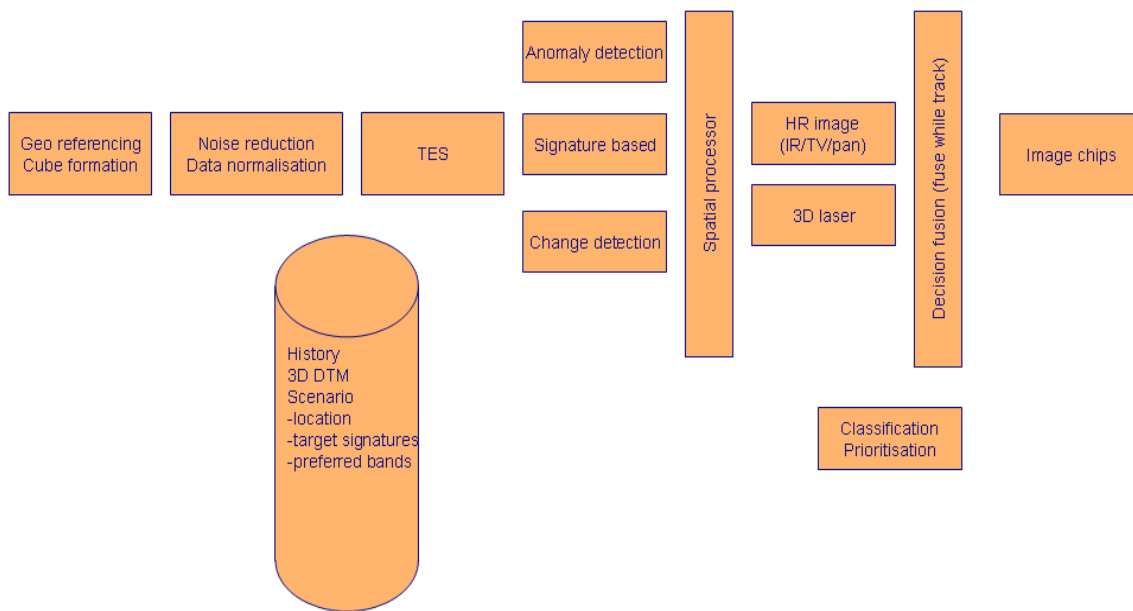 Geo referencing
Cube formation
Noise reduction
Data normalisation
TES
Anomaly detection
Signature based
Change detection
Spatial processor
HR image
(IR/TV/pan)
3D laser
Decision fusion (fuse while track)
Image chips
History
3D DTM
Scenario
-location
-target signatures
-preferred bands
Classification
Prioritisation